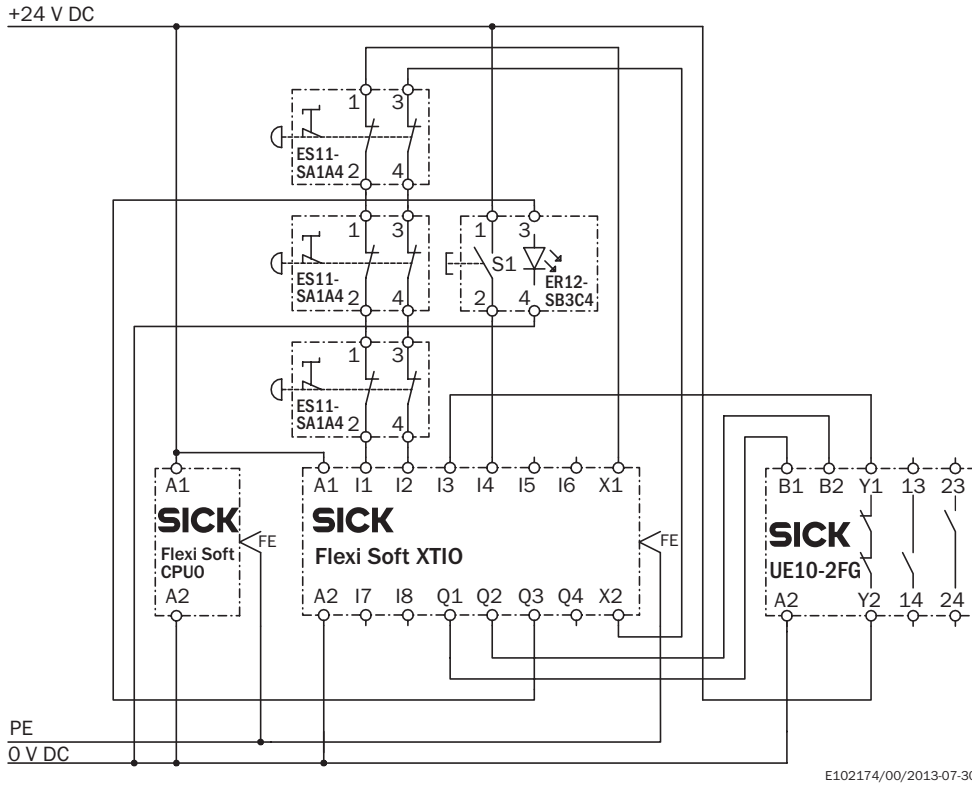 +24 V DC
1 3
ES11-
SA1A4 2 4
1 3
ES11-
SA1A4 2 4
1 3
S1
ER12-
SB3C4
2 4
1 3
ES11-
SA1A4 2 4
A1
SICK
Flexi Soft
CPU0
A2
FE
A1 I1 I2 I3 I4 I5 I6 X1
SICK
Flexi Soft XTIO
A2 I7 I8 Q1 Q2 Q3 Q4 X2
FE
B1 B2 Y1 13 23
SICK
UE10-2FG
A2 Y2 14 24
PE
0 V DC
E102174/00/2013-07-30